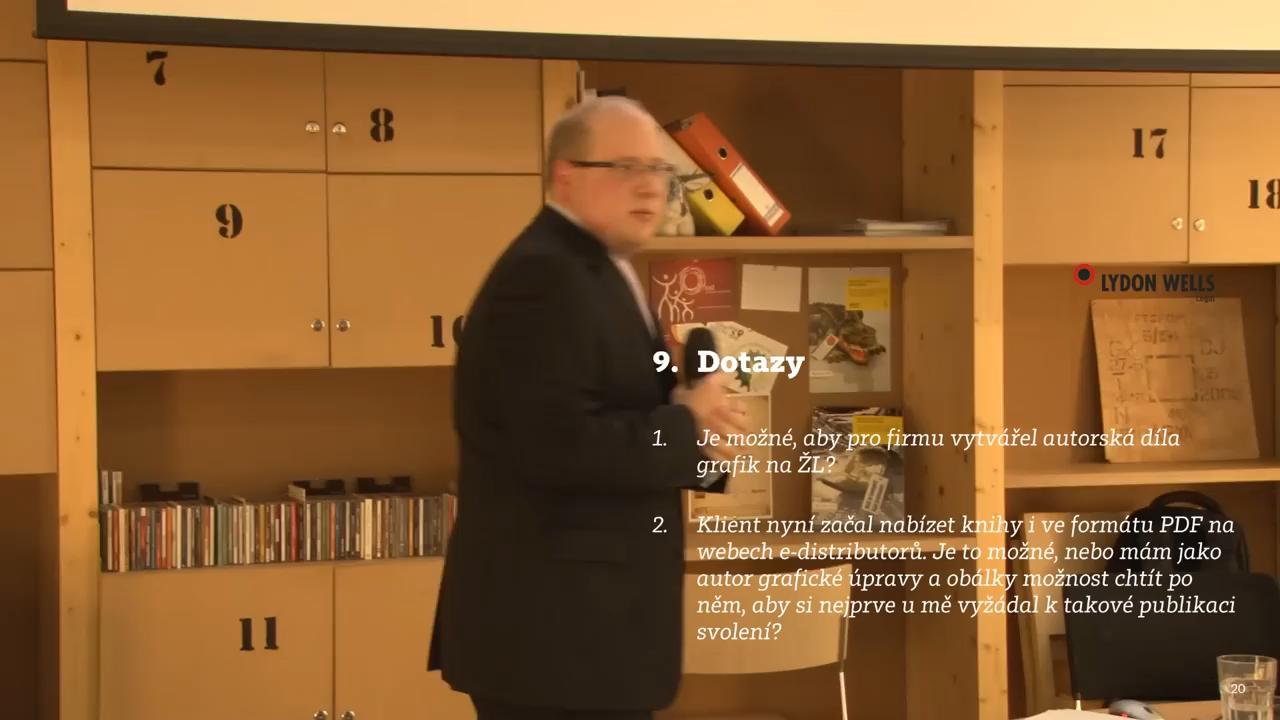 7
8
9
11
17
18
LYDON WELLS
Legal
9. Dotazy
1. Je možné, aby pro firmu vytvářel autorská díla
grafik na ŽL?
2. Klient nyní začal nabízet knihy i ve formátu PDF na
webech e-distributorů. Je to možné, nebo mám jako
autor grafické úpravy a obálky možnost chtít po
něm, aby si nejprve u mě vyžádal k takové publikaci
svolení?
20